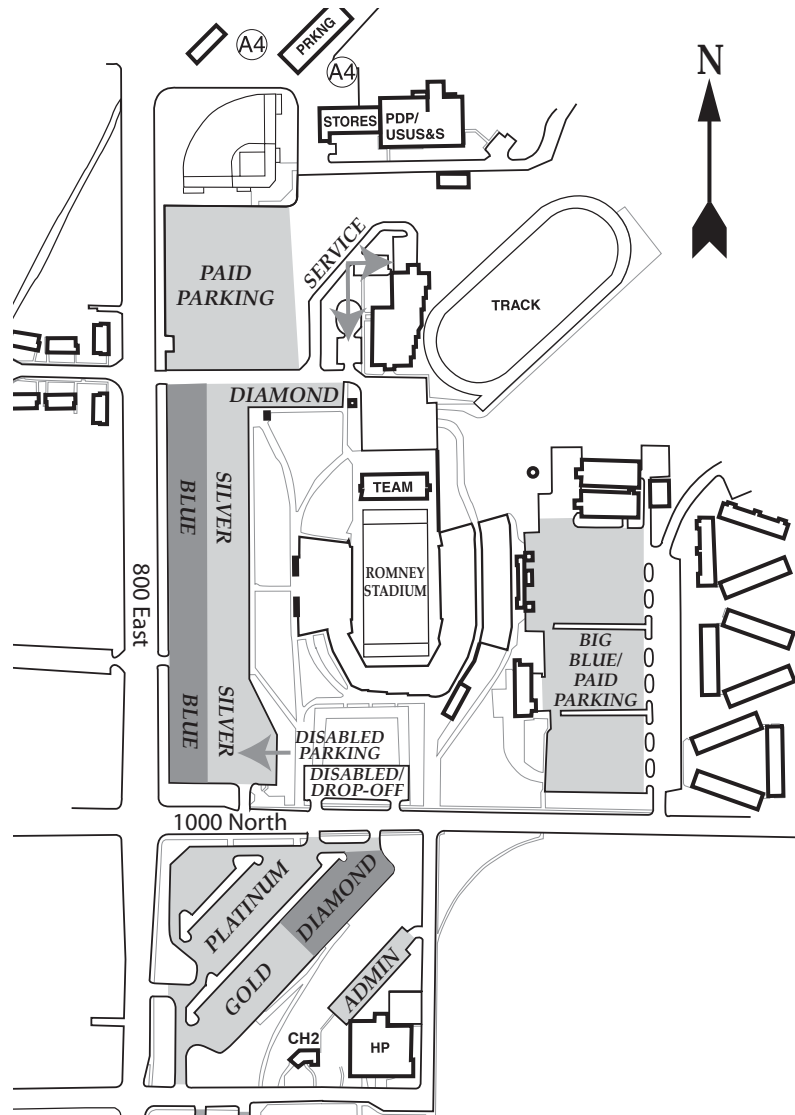 PRKNG
A4
A4
N
STORES
PDP/
USUS&S
SERVICE
PAID
PARKING
TRACK
DIAMOND
BLUE
SILVER
TEAM
ROMNEY
STADIUM
800 East
BIG
BLUE/
PAID
PARKING
BLUE
SILVER
DISABLED
PARKING
DISABLED/
DROP-OFF
1000 North
PLATINUM
DIAMOND
GOLD
ADMIN
CH2
HP